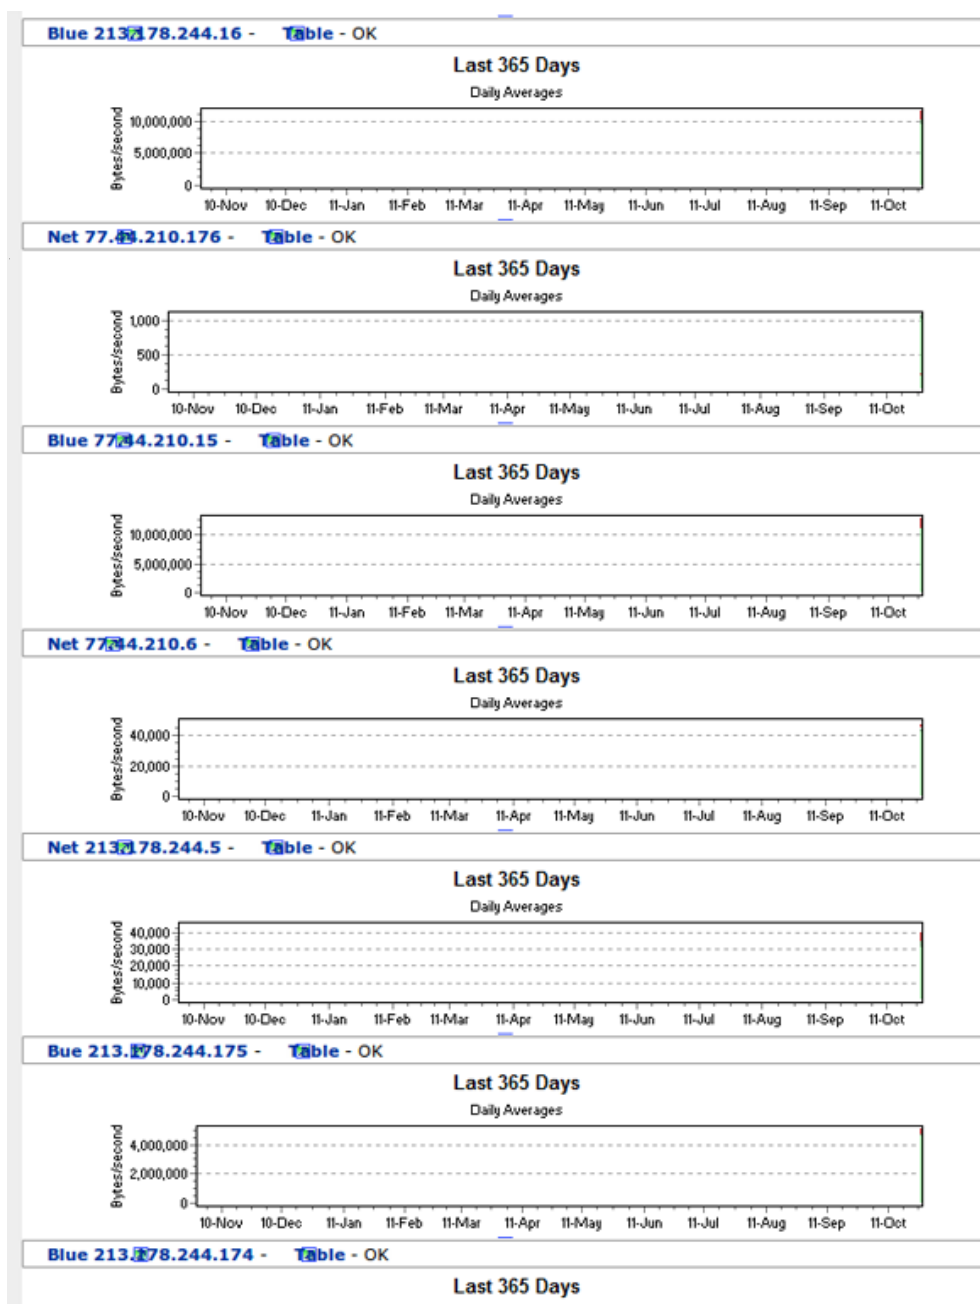 Blue 213.178.244.16 - Table - OK
Last 365 Days
Daily Averages
Bytes/second
10,000,000
5,000,000
0
10-Nov 10-Dec 11-Jan 11-Feb 11-Mar 11-Apr 11-May 11-Jun 11-Jul 11-Aug 11-Sep 11-Oct
Net 77.44.210.176 - Table - OK
Last 365 Days
Daily Averages
Bytes/second
1,000
500
0
10-Nov 10-Dec 11-Jan 11-Feb 11-Mar 11-Apr 11-May 11-Jun 11-Jul 11-Aug 11-Sep 11-Oct
Blue 77.44.210.15 - Table - OK
Last 365 Days
Daily Averages
Bytes/second
10,000,000
5,000,000
0
10-Nov 10-Dec 11-Jan 11-Feb 11-Mar 11-Apr 11-May 11-Jun 11-Jul 11-Aug 11-Sep 11-Oct
Net 77.44.210.6 - Table - OK
Last 365 Days
Daily Averages
Bytes/second
40,000
20,000
0
10-Nov 10-Dec 11-Jan 11-Feb 11-Mar 11-Apr 11-May 11-Jun 11-Jul 11-Aug 11-Sep 11-Oct
Net 213.178.244.5 - Table - OK
Last 365 Days
Daily Averages
Bytes/second
40,000
30,000
20,000
10,000
0
10-Nov 10-Dec 11-Jan 11-Feb 11-Mar 11-Apr 11-May 11-Jun 11-Jul 11-Aug 11-Sep 11-Oct
Bue 213.178.244.175 - Table - OK
Last 365 Days
Daily Averages
Bytes/second
4,000,000
2,000,000
0
10-Nov 10-Dec 11-Jan 11-Feb 11-Mar 11-Apr 11-May 11-Jun 11-Jul 11-Aug 11-Sep 11-Oct
Blue 213.178.244.174 - Table - OK
Last 365 Days